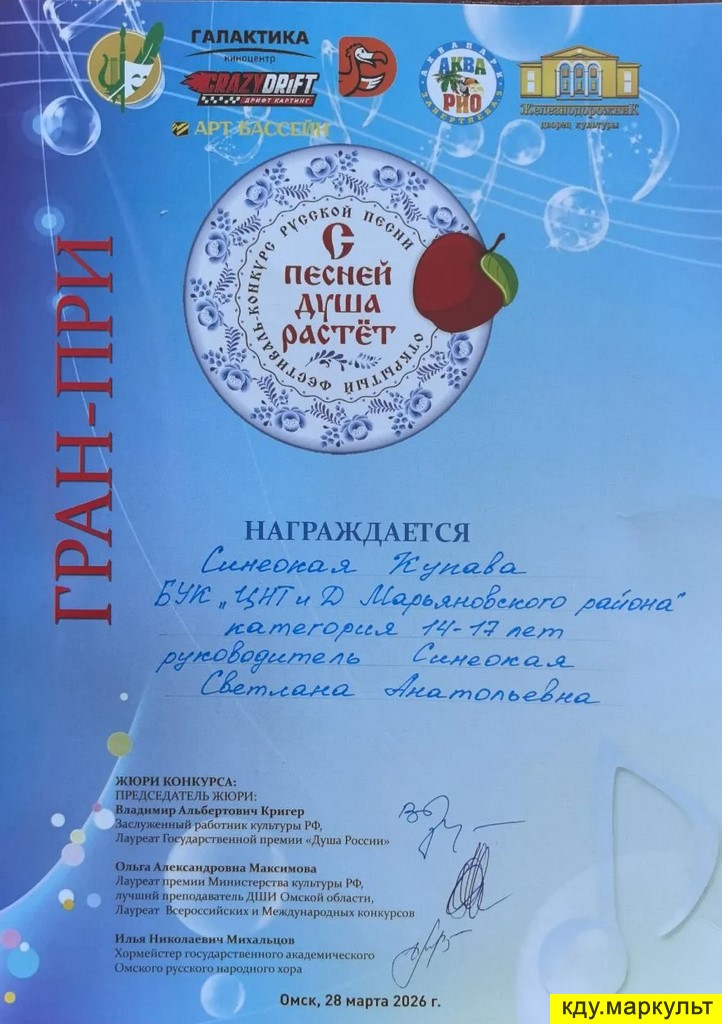 ГАЛАКТИКА
киноцентр
CRAZY DRIFT
ДРИФТ КАРТИНГ
АРТ-БАССЕЙН
АКВАПАРК
АКВА
РИО
Железнодорожник
дворец культуры
ОТКРЫТЫЙ ФЕСТИВАЛЬ-КОНКУРС РУССКОЙ ПЕСНИ
С
ПЕСНЕЙ
ДУША
РАСТЁТ
ГРАН-ПРИ
НАГРАЖДАЕТСЯ
Синеокая Купава
БУК „ЦНТ и Д Марьяновского района"
категория 14-17 лет
руководитель Синеокая
Светлана Анатольевна
ЖЮРИ КОНКУРСА:
ПРЕДСЕДАТЕЛЬ ЖЮРИ:
Владимир Альбертович Кригер
Заслуженный работник культуры РФ,
Лауреат Государственной премии «Душа России»
Ольга Александровна Максимова
Лауреат премии Министерства культуры РФ,
лучший преподаватель ДШИ Омской области,
Лауреат Всероссийских и Международных конкурсов
Илья Николаевич Михальцов
Хормейстер государственного академического
Омского русского народного хора
Омск, 28 марта 2026 г.
кду.маркульт